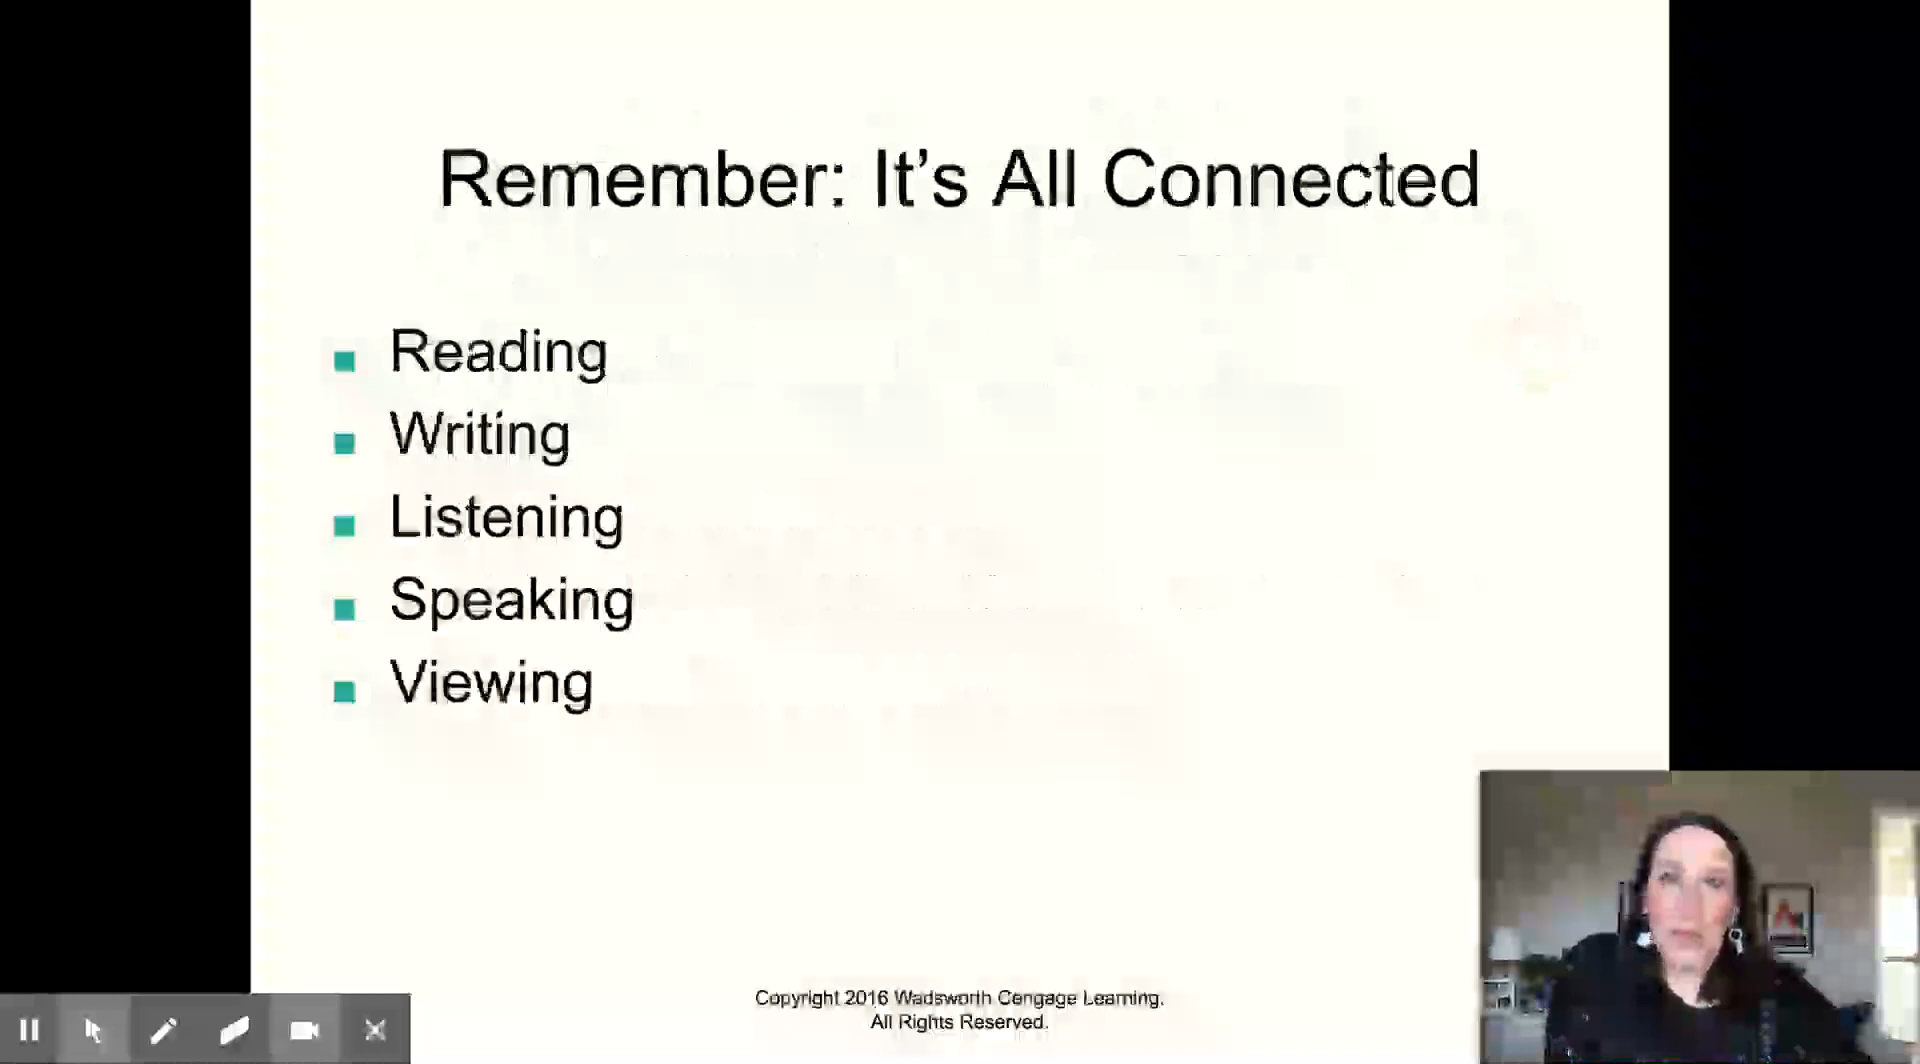 Remember: It's All Connected
Reading
Writing
Listening
Speaking
Viewing
Copyright 2016 Wadsworth Cengage Learning.
All Rights Reserved.